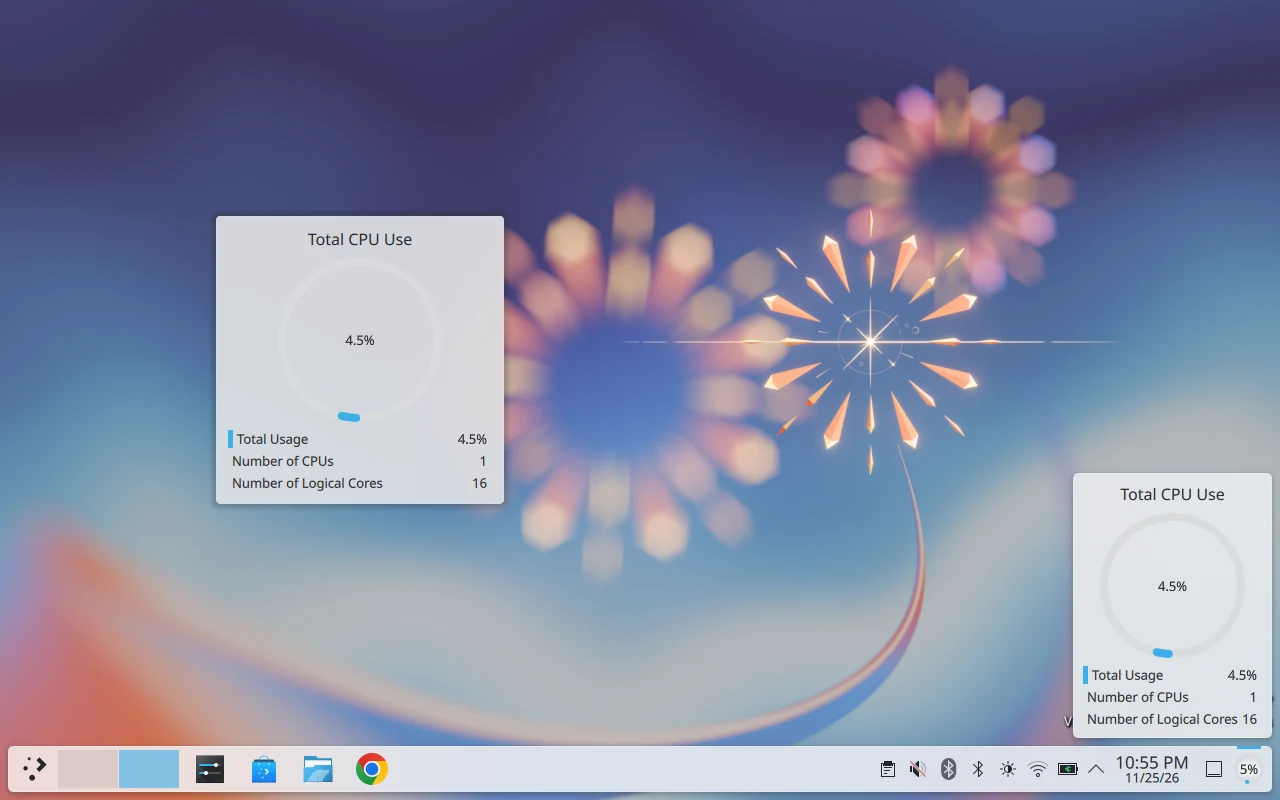 Total CPU Use
4.5%
Total Usage 4.5%
Number of CPUs 1
Number of Logical Cores 16
Total CPU Use
4.5%
Total Usage 4.5%
Number of CPUs 1
Number of Logical Cores 16
10:55 PM
11/25/26
5%